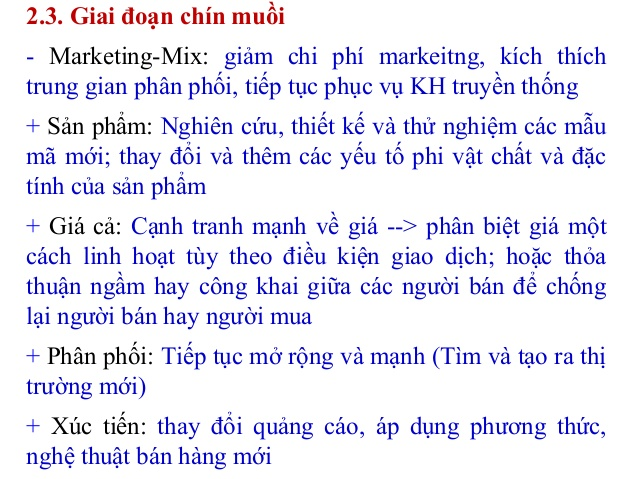 2.3. Giai đoạn chín muồi
- Marketing-Mix: giảm chi phí markeitng, kích thích
trung gian phân phối, tiếp tục phục vụ KH truyền thống
+ Sản phẩm: Nghiên cứu, thiết kế và thử nghiệm các mẫu
mã mới; thay đổi và thêm các yếu tố phi vật chất và đặc
tính của sản phẩm
+ Giá cả: Cạnh tranh mạnh về giá --> phân biệt giá một
cách linh hoạt tùy theo điều kiện giao dịch; hoặc thỏa
thuận ngầm hay công khai giữa các người bán để chống
lại người bán hay người mua
+ Phân phối: Tiếp tục mở rộng và mạnh (Tìm và tạo ra thị
trường mới)
+ Xúc tiến: thay đổi quảng cáo, áp dụng phương thức,
nghệ thuật bán hàng mới